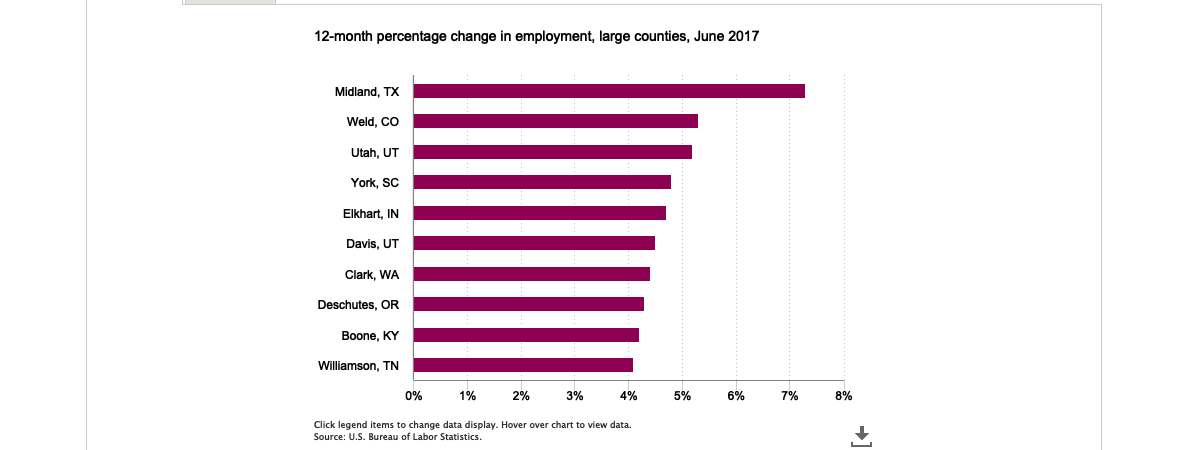 12-month percentage change in employment, large counties, June 2017
Midland, TX
Weld, CO
Utah, UT
York, SC
Elkhart, IN
Davis, UT
Clark, WA
Deschutes, OR
Boone, KY
Williamson, TN
0% 1% 2% 3% 4% 5% 6% 7% 8%
Click legend items to change data display. Hover over chart to view data.
Source: U.S. Bureau of Labor Statistics.